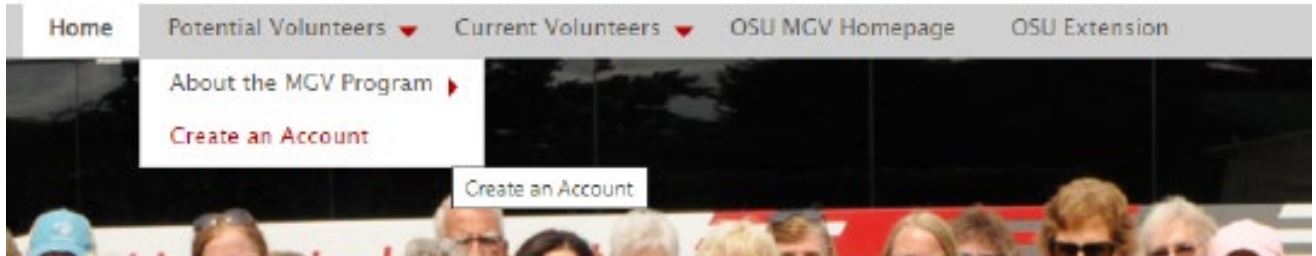 Home Potential Volunteers Current Volunteers OSU MGV Homepage OSU Extension
About the MGV Program
Create an Account
Create an Account